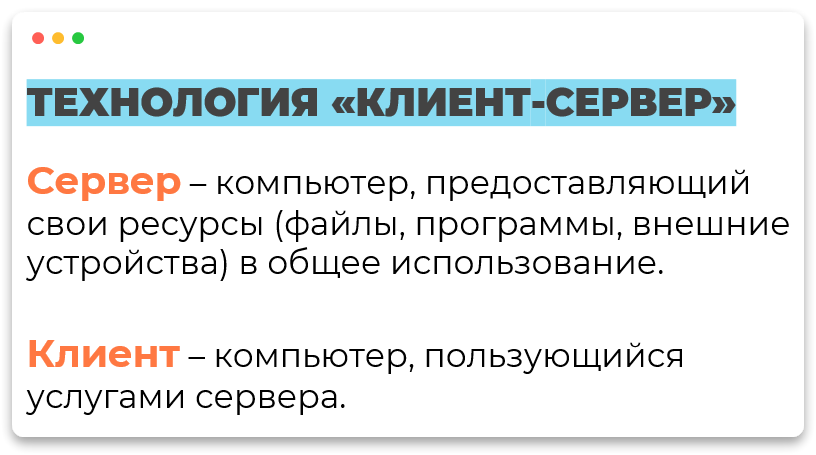 ТЕХНОЛОГИЯ «КЛИЕНТ-СЕРВЕР»
Сервер – компьютер, предоставляющий
свои ресурсы (файлы, программы, внешние
устройства) в общее использование.
Клиент – компьютер, пользующийся
услугами сервера.